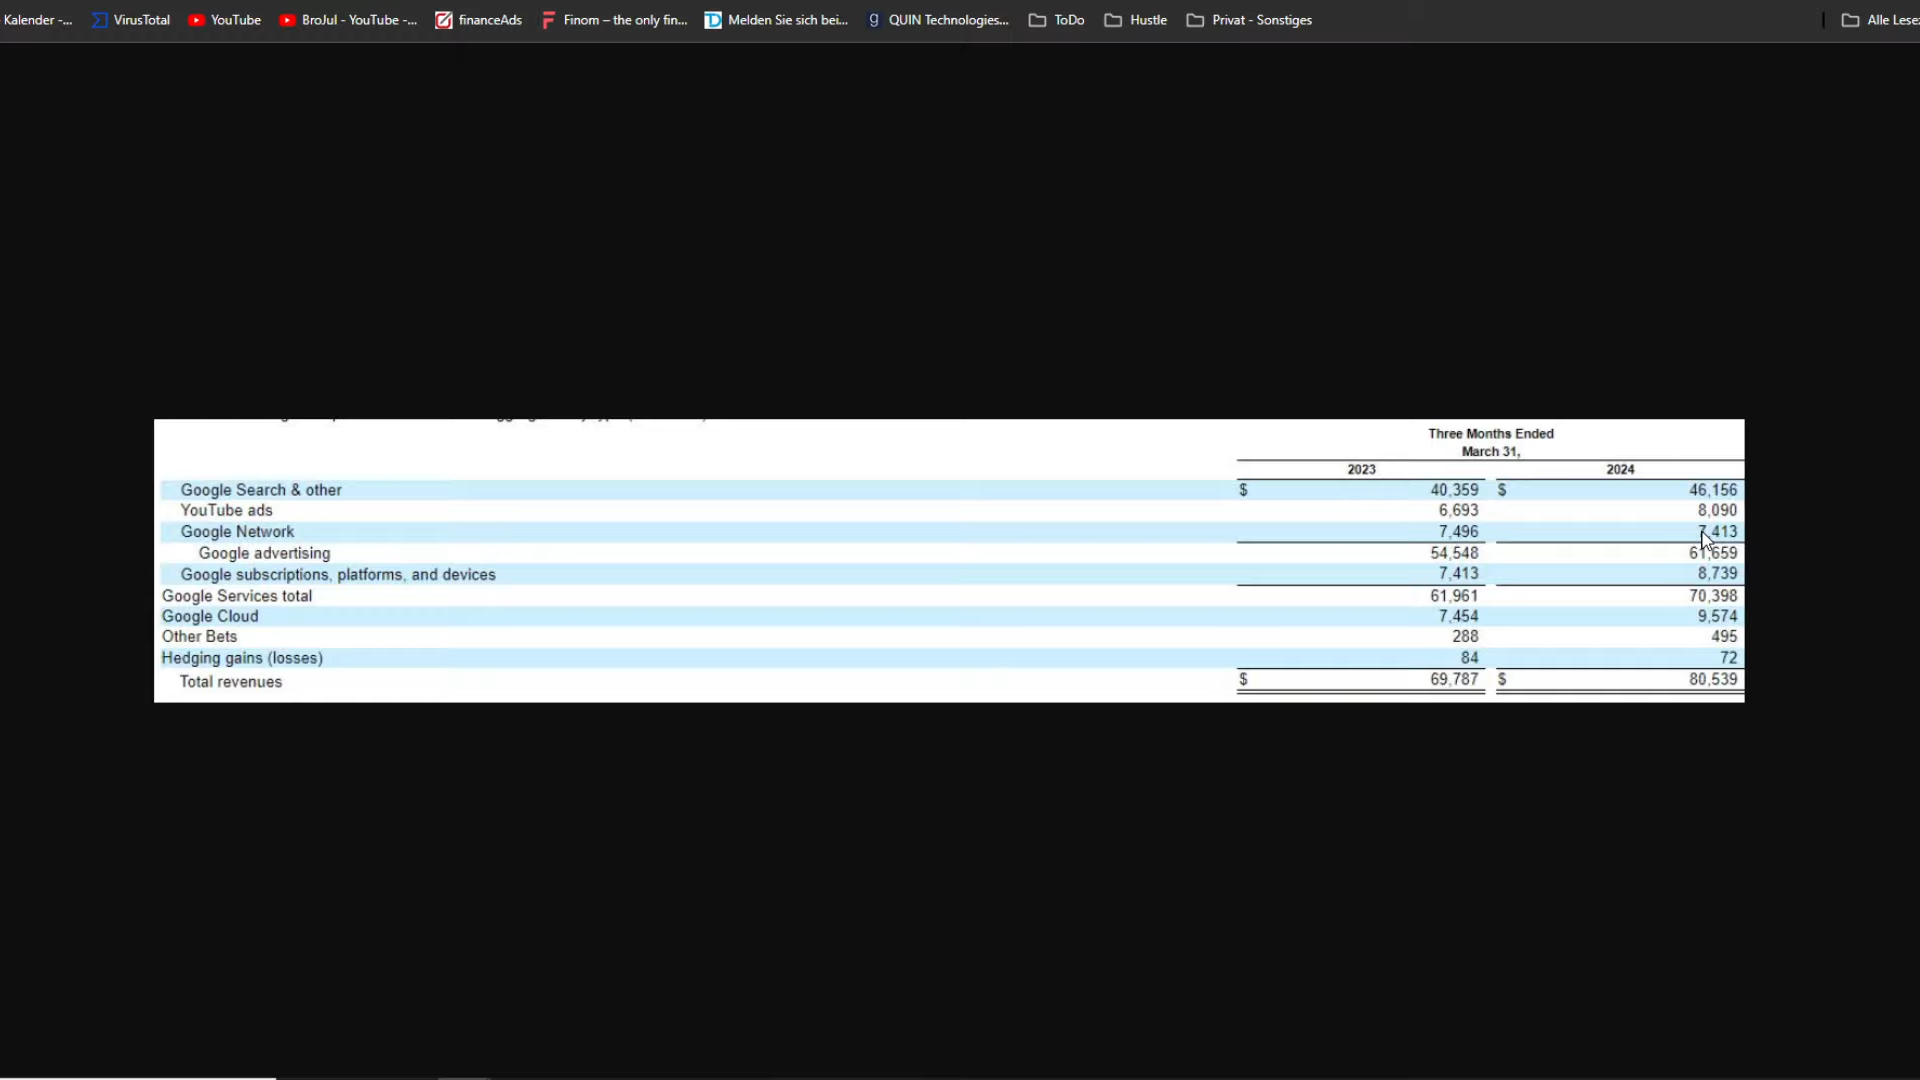 Kalender -... VirusTotal YouTube BroJul - YouTube -... financeAds Finom – the only fin... Melden Sie sich bei... QUIN Technologies... ToDo Hustle Privat - Sonstiges Alle Lese
Three Months Ended
March 31,
2023 2024
Google Search & other $ 40,359 $ 46,156
YouTube ads 6,693 8,090
Google Network 7,496 7,413
Google advertising 54,548 61,659
Google subscriptions, platforms, and devices 7,413 8,739
Google Services total 61,961 70,398
Google Cloud 7,454 9,574
Other Bets 288 495
Hedging gains (losses) 84 72
Total revenues $ 69,787 $ 80,539